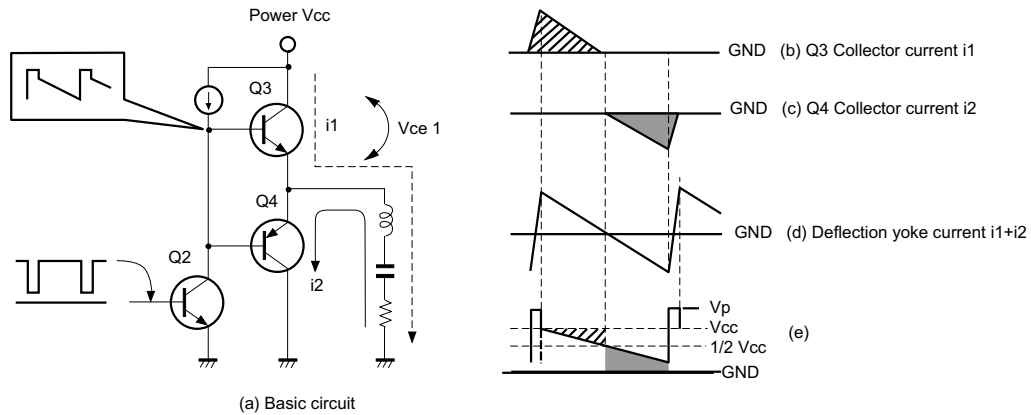 Power Vcc
Q3
i1
Vce 1
Q4
Q2
i2
(a) Basic circuit
GND (b) Q3 Collector current i1
GND (c) Q4 Collector current i2
GND (d) Deflection yoke current i1+i2
Vp
Vcc
(e)
1/2 Vcc
GND